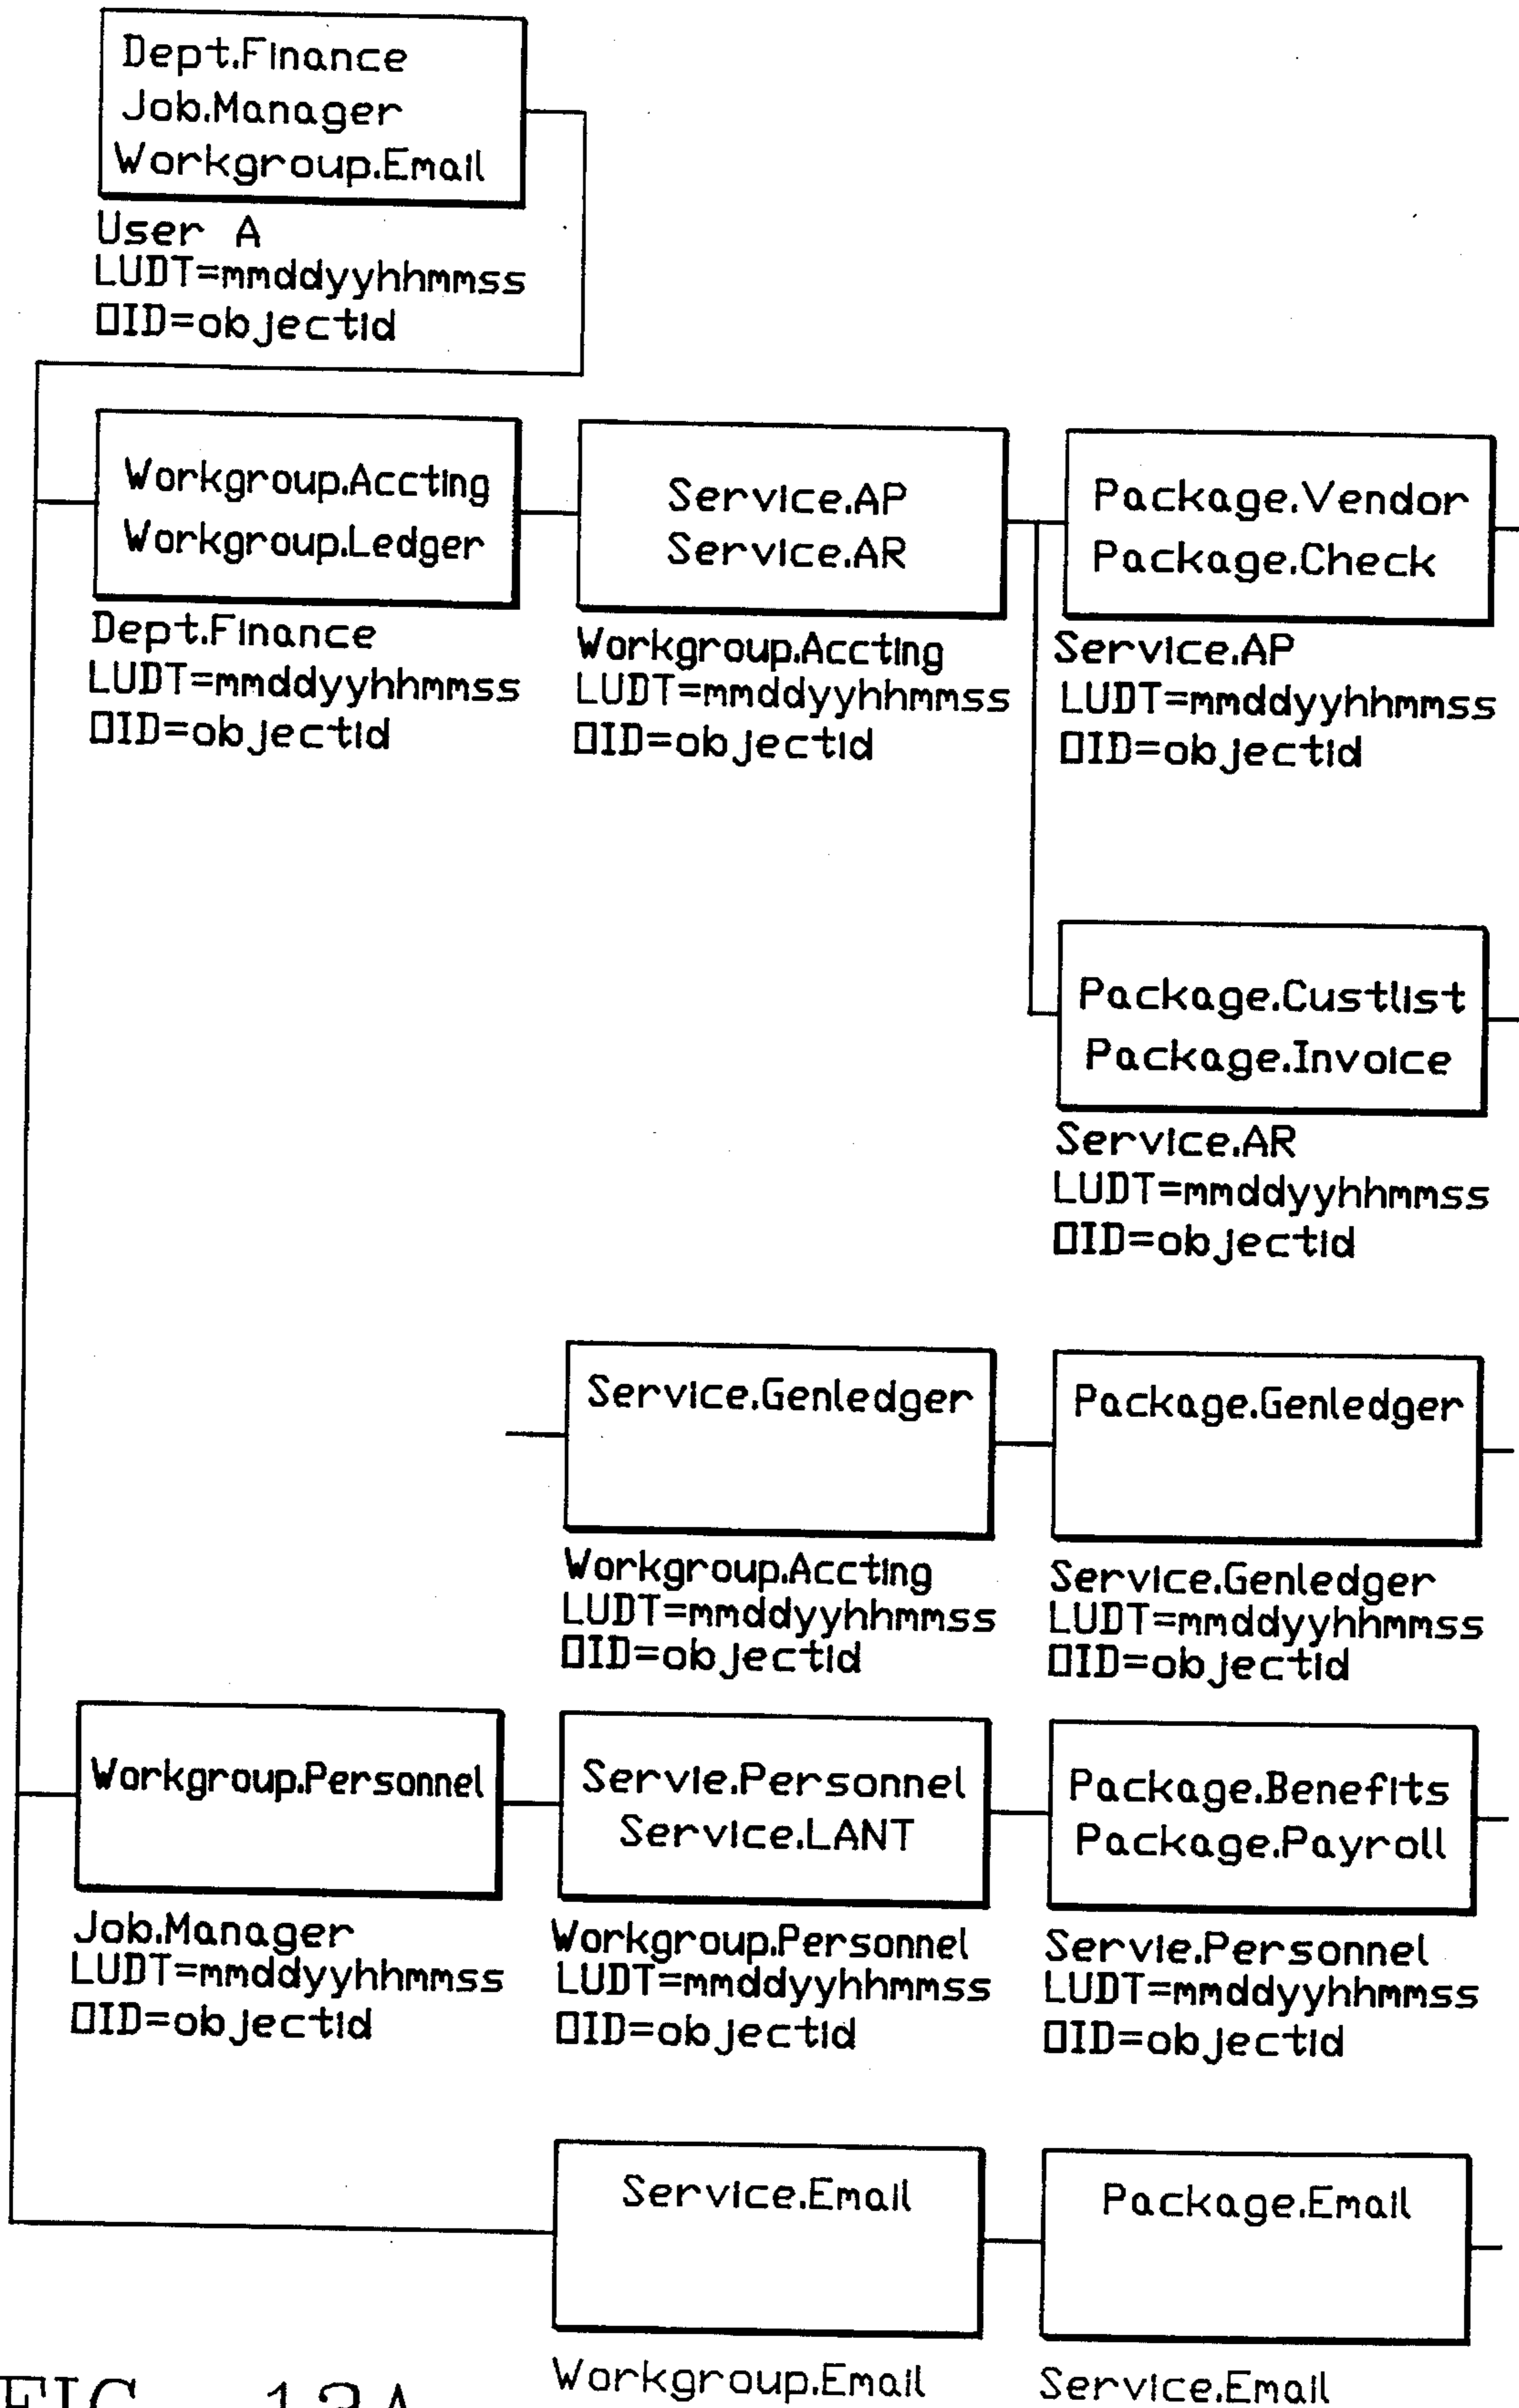 Dept.Finance
Job.Manager
Workgroup.Email
User A
LUDT=mmddyyhhmmss
OID=objectid
Workgroup.Accting
Workgroup.Ledger
Dept.Finance
LUDT=mmddyyhhmmss
OID=objectid
Service.AP
Service.AR
Workgroup.Accting
LUDT=mmddyyhhmmss
OID=objectid
Package.Vendor
Package.Check
Service.AP
LUDT=mmddyyhhmmss
OID=objectid
Package.Custlist
Package.Invoice
Service.AR
LUDT=mmddyyhhmmss
OID=objectid
Service.Genledger
Workgroup.Accting
LUDT=mmddyyhhmmss
OID=objectid
Package.Genledger
Service.Genledger
LUDT=mmddyyhhmmss
OID=objectid
Workgroup.Personnel
Job.Manager
LUDT=mmddyyhhmmss
OID=objectid
Servie.Personnel
Service.LANT
Workgroup.Personnel
LUDT=mmddyyhhmmss
OID=objectid
Package.Benefits
Package.Payroll
Servie.Personnel
LUDT=mmddyyhhmmss
OID=objectid
Service.Email
Workgroup.Email
Package.Email
Service.Email
FIG. 13A